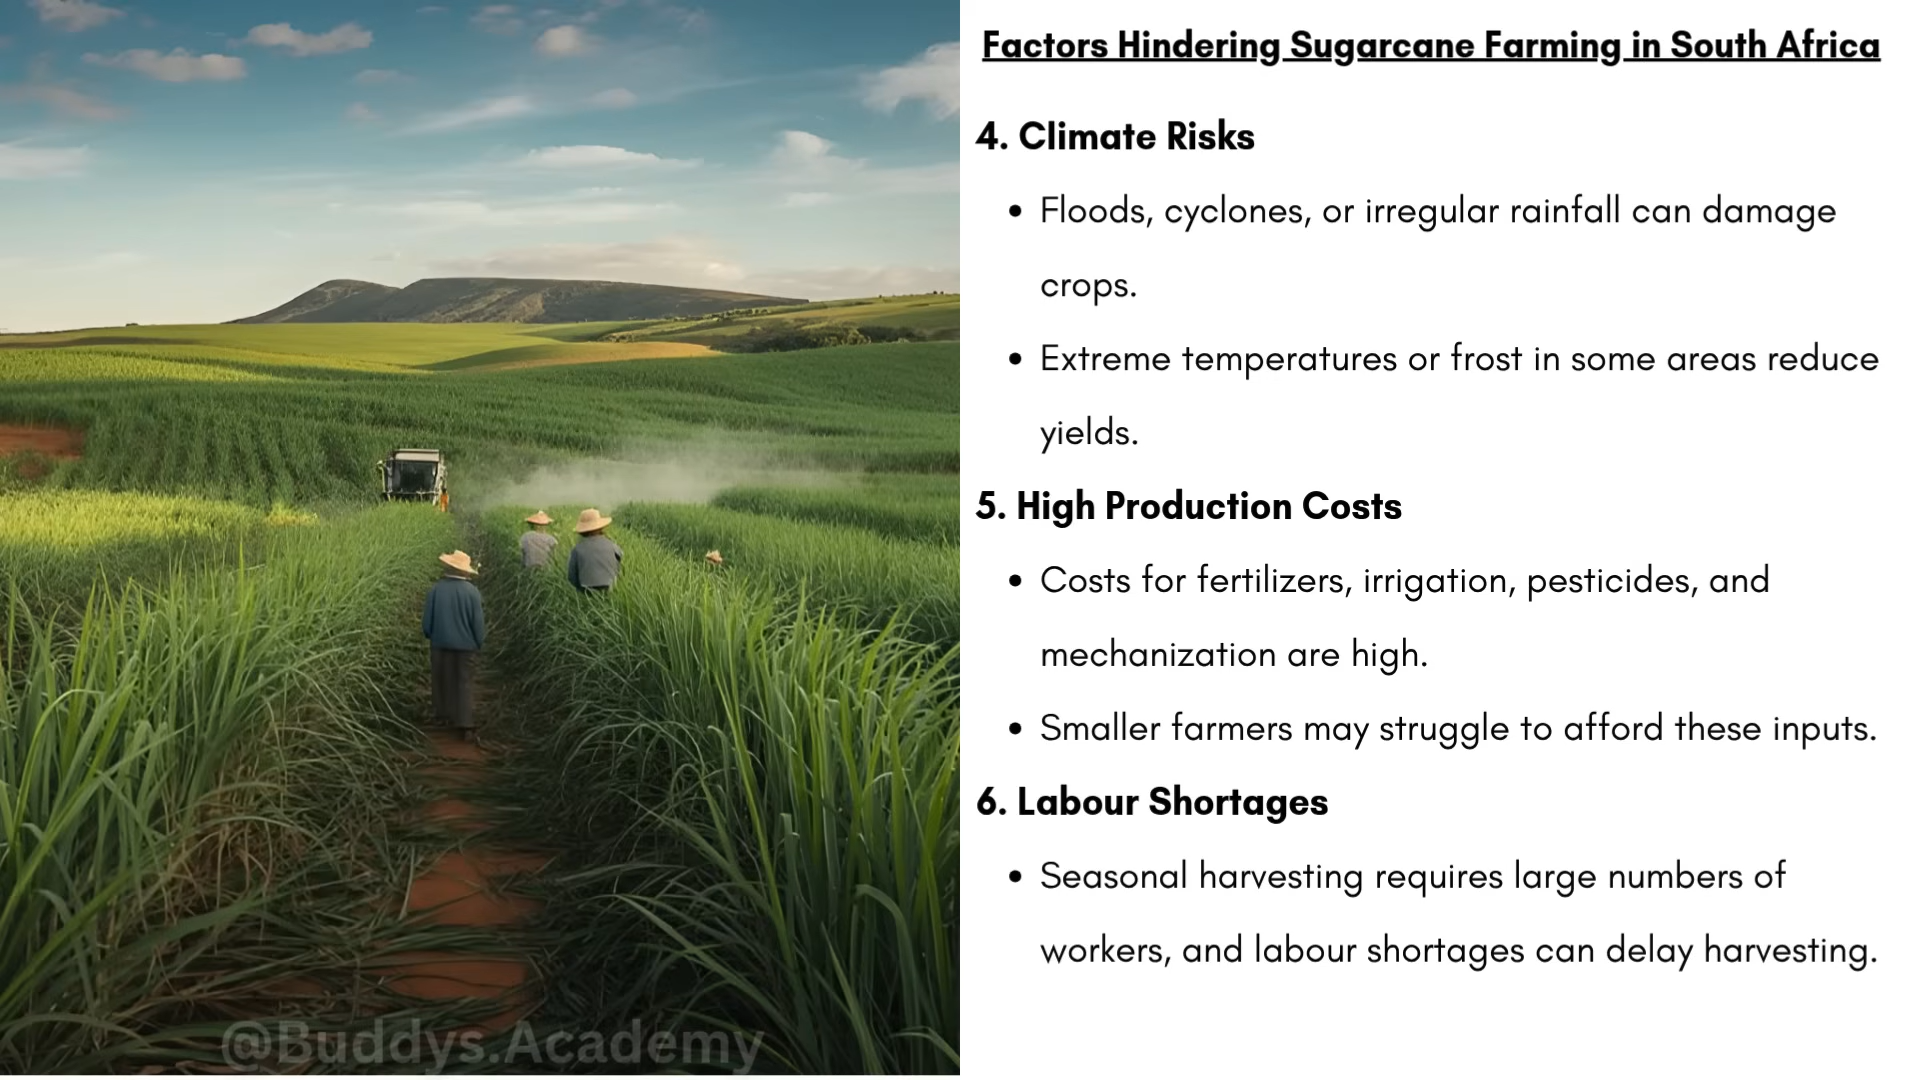 Factors Hindering Sugarcane Farming in South Africa
4. Climate Risks
• Floods, cyclones, or irregular rainfall can damage
crops.
• Extreme temperatures or frost in some areas reduce
yields.
5. High Production Costs
• Costs for fertilizers, irrigation, pesticides, and
mechanization are high.
• Smaller farmers may struggle to afford these inputs.
6. Labour Shortages
• Seasonal harvesting requires large numbers of
workers, and labour shortages can delay harvesting.
@Buddys.Academy